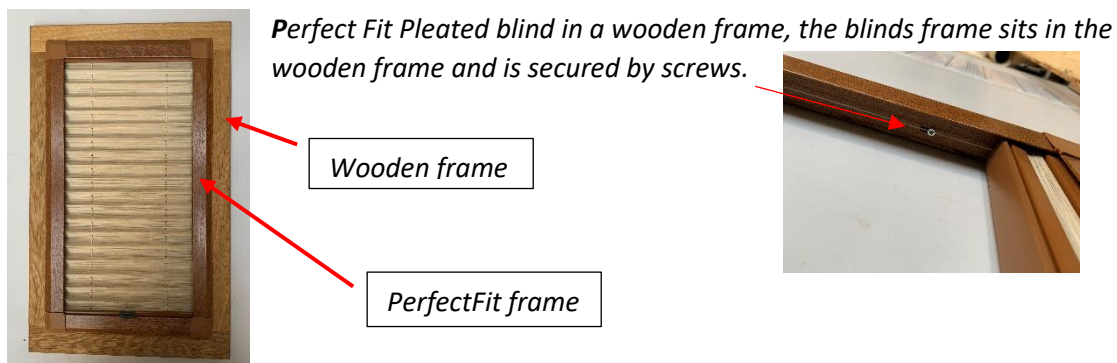 Perfect Fit Pleated blind in a wooden frame, the blinds frame sits in the
wooden frame and is secured by screws.
Wooden frame
PerfectFit frame